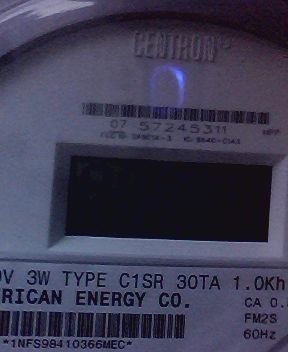 CENTRON
07 57245311
0V 3W TYPE C1SR 30TA 1.0Kh
RICAN ENERGY CO.
CA 0.
FM2S
60Hz
*1NFS98410366MEC*